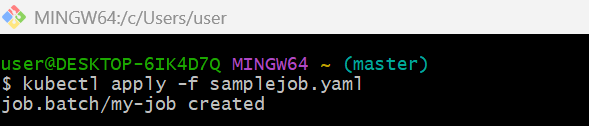 MINGW64:/c/Users/user
user@DESKTOP-6IK4D7Q MINGW64 ~ (master)
$ kubectl apply -f samplejob.yaml
job.batch/my-job created